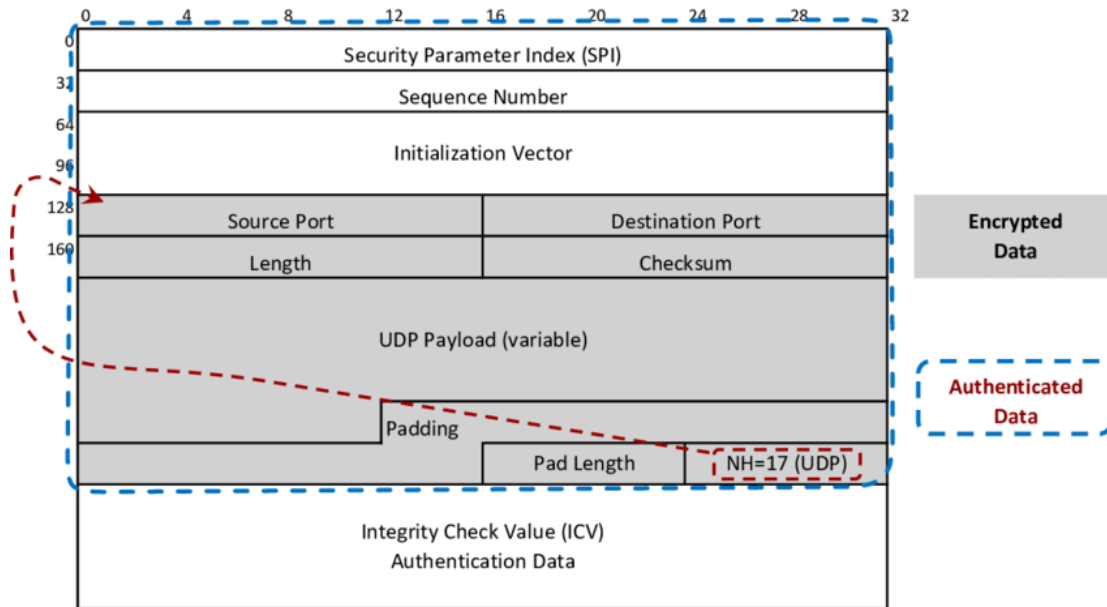 0 4 8 12 16 20 24 28 32
0
Security Parameter Index (SPI)
32
Sequence Number
64
Initialization Vector
96
128
Source Port Destination Port
160
Length Checksum
UDP Payload (variable)
Padding
Pad Length NH=17 (UDP)
Integrity Check Value (ICV)
Authentication Data
Encrypted
Data
Authenticated
Data